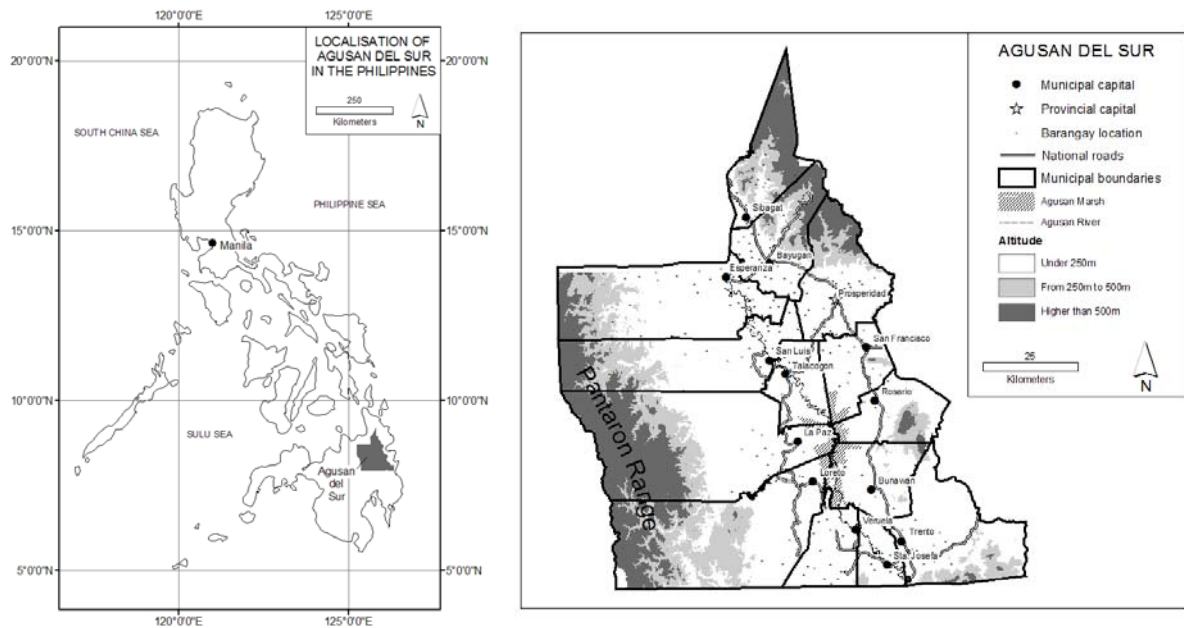 120°0'0"E
125°0'0"E
LOCALISATION OF
AGUSAN DEL SUR
IN THE PHILIPPINES
250
Kilometers
N
20°0'0"N
20°0'0"N
SOUTH CHINA SEA
PHILIPPINE SEA
15°0'0"N
15°0'0"N
Manila
10°0'0"N
10°0'0"N
SULU SEA
Agusan
del
Sur
5°0'0"N
5°0'0"N
120°0'0"E
125°0'0"E
AGUSAN DEL SUR
Municipal capital
Provincial capital
Barangay location
National roads
Municipal boundaries
Agusan Marsh
Agusan River
Altitude
Under 250m
From 250m to 500m
Higher than 500m
25
Kilometers
N
Sibagat
Bayugan
Esperanza
Prosperidad
San Francisco
San Luis
Talacogon
Rosario
Pantaron Range
La Paz
Loreto
Bunawan
Veruela
Trento
Sta. Josefa